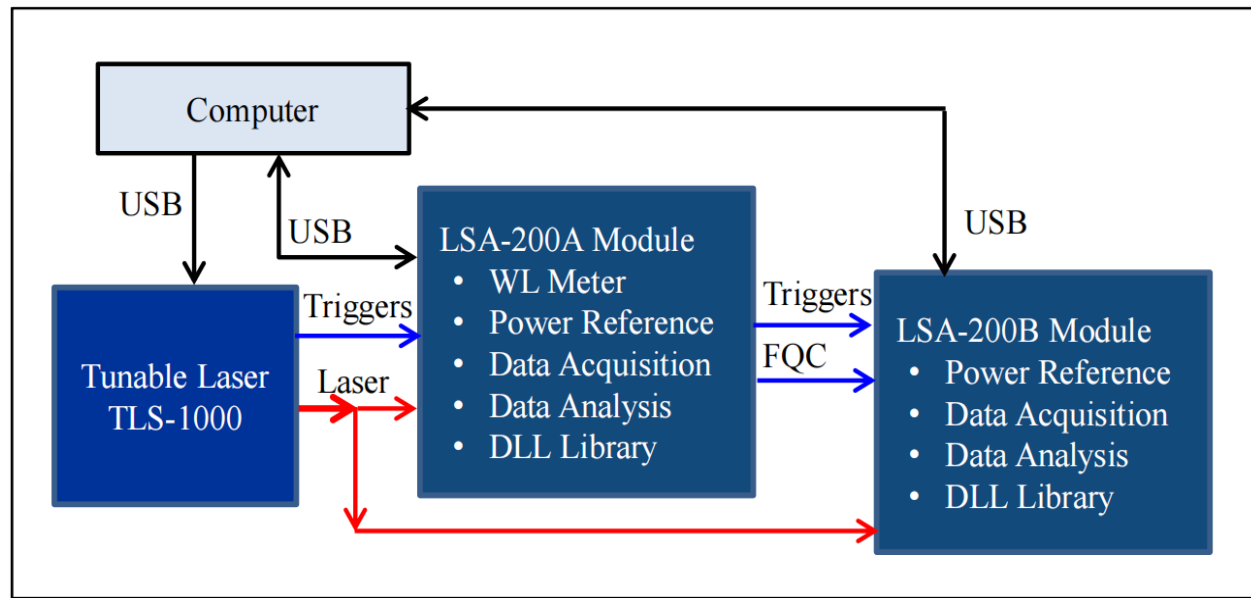 Computer
USB
USB
USB
LSA-200A Module
• WL Meter
• Power Reference
• Data Acquisition
• Data Analysis
• DLL Library
Triggers
Laser
Tunable Laser
TLS-1000
Triggers
FQC
LSA-200B Module
• Power Reference
• Data Acquisition
• Data Analysis
• DLL Library